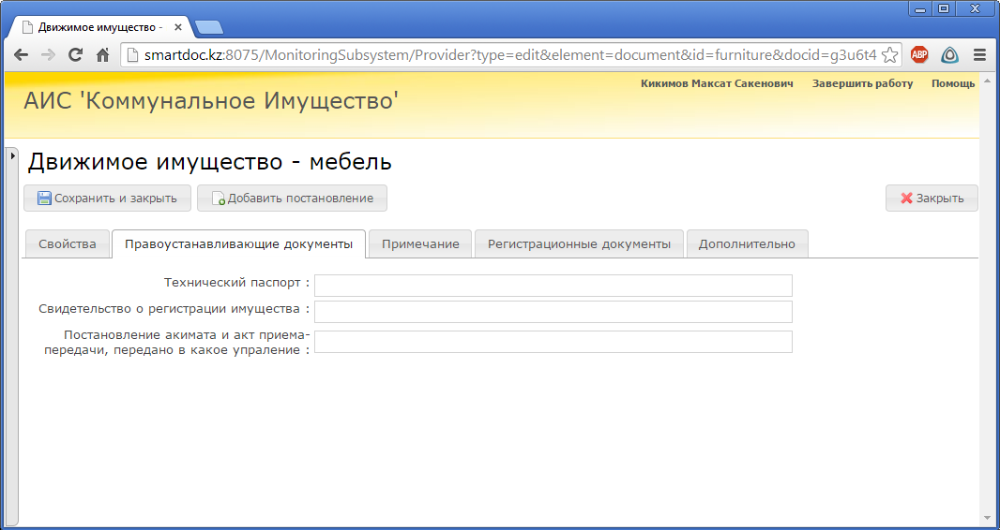 Движимое имущество -
smartdoc.kz:8075/MonitoringSubsystem/Provider?type=edit&element=document&id=furniture&docid=g3u6t4
ABP
Кикимов Максат Сакенович Завершить работу Помощь
АИС 'Коммунальное Имущество'
Движимое имущество - мебель
Сохранить и закрыть Добавить постановление Закрыть
Свойства Правоустанавливающие документы Примечание Регистрационные документы Дополнительно
Технический паспорт :
Свидетельство о регистрации имущества :
Постановление акимата и акт приема-
передачи, передано в какое упраление :